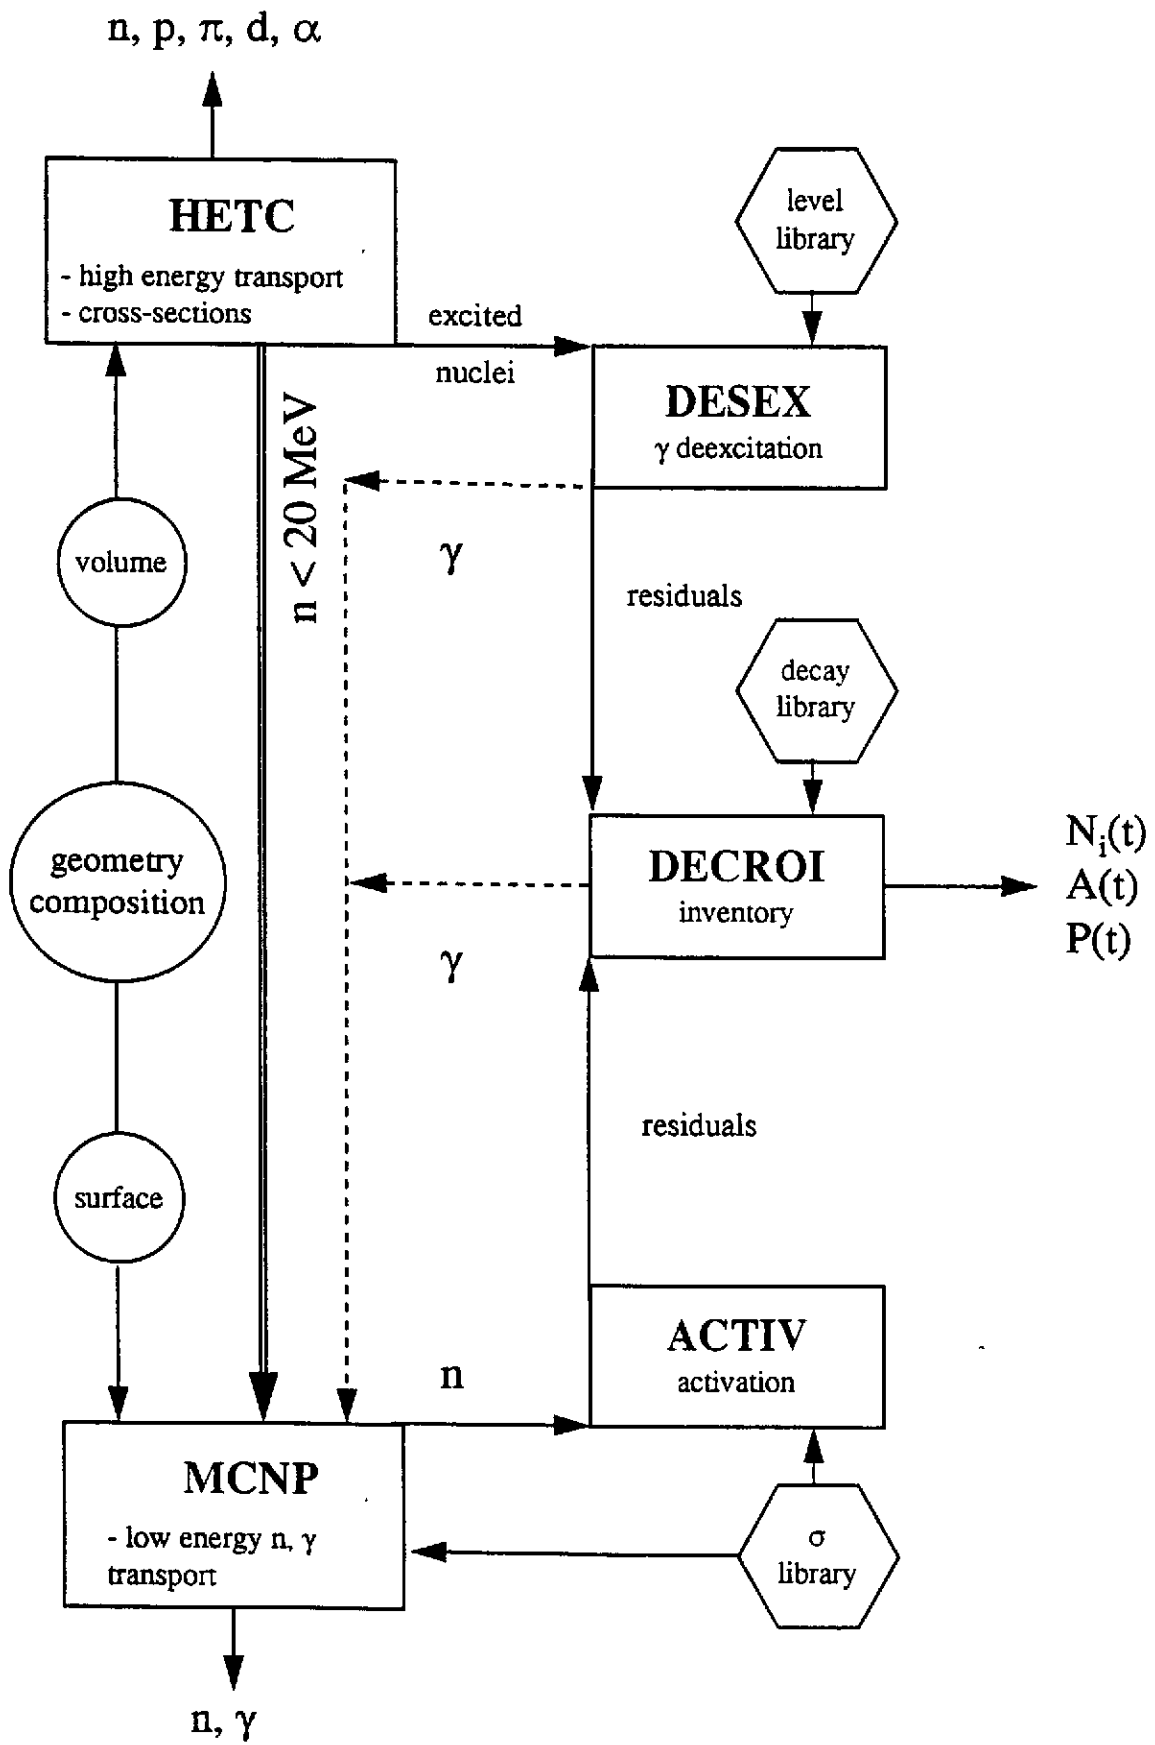 n, p, π, d, α
HETC
- high energy transport
- cross-sections
level
library
excited
nuclei
DESEX
γ deexcitation
n < 20 MeV
volume
γ
residuals
decay
library
geometry
composition
DECROI
inventory
N_i(t)
A(t)
P(t)
γ
residuals
surface
ACTIV
activation
n
MCNP
- low energy n, γ
transport
σ
library
n, γ